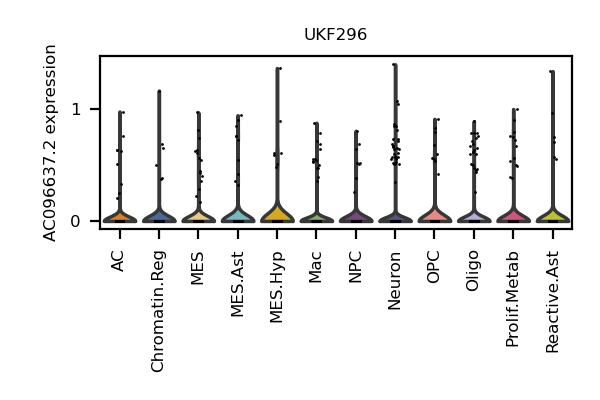 UKF296
AC096637.2 expression
1
0
AC
Chromatin.Reg
MES
MES.Ast
MES.Hyp
Mac
NPC
Neuron
OPC
Oligo
Prolif.Metab
Reactive.Ast